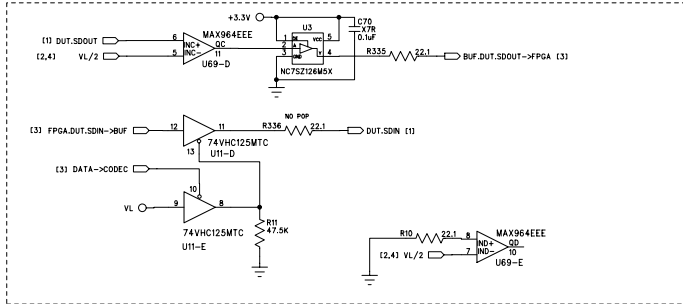 +3.3V
C70
X7R
0.1uF
U3
MAX964EEE
[1] DUT.SDOUT
6
INC+
QC
1
OE
VCC
5
[2,4] VL/2
5
INC-
11
2
A
3
GND
Y
4
R335
22.1
BUF.DUT.SDOUT->FPGA [3]
U69-D
NC7SZ126M5X
NO POP
[3] FPGA.DUT.SDIN->BUF
12
11
R336
22.1
DUT.SDIN [1]
13
74VHC125MTC
U11-D
[3] DATA->CODEC
10
VL
9
8
74VHC125MTC
U11-E
R11
47.5K
R10
22.1
8
IND+
QD
MAX964EEE
[2,4] VL/2
7
IND-
10
U69-E